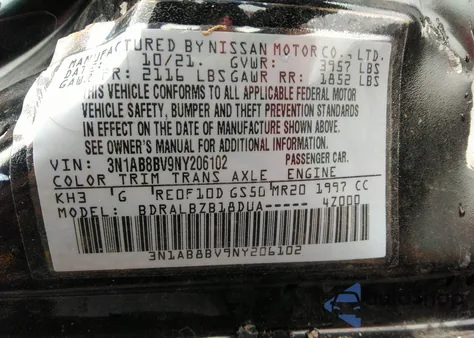 MANUFACTURED BY NISSAN MOTOR CO., LTD.
DATE: 10/21. GVWR: 3957 LBS
GAWR FR: 2116 LBS GAWR RR: 1852 LBS
THIS VEHICLE CONFORMS TO ALL APPLICABLE FEDERAL MOTOR
VEHICLE SAFETY, BUMPER AND THEFT PREVENTION STANDARDS
IN EFFECT ON THE DATE OF MANUFACTURE SHOWN ABOVE.
SEE OWNER'S MANUAL FOR ADDITIONAL INFORMATION.
VIN: 3N1AB8BV9NY206102 PASSENGER CAR.
COLOR TRIM TRANS AXLE ENGINE
KH3 G RE0F10D GS50 MR20 1997 CC
MODEL: BDRALBZB18DUA----- 4Z000
3N1AB8BV9NY206102